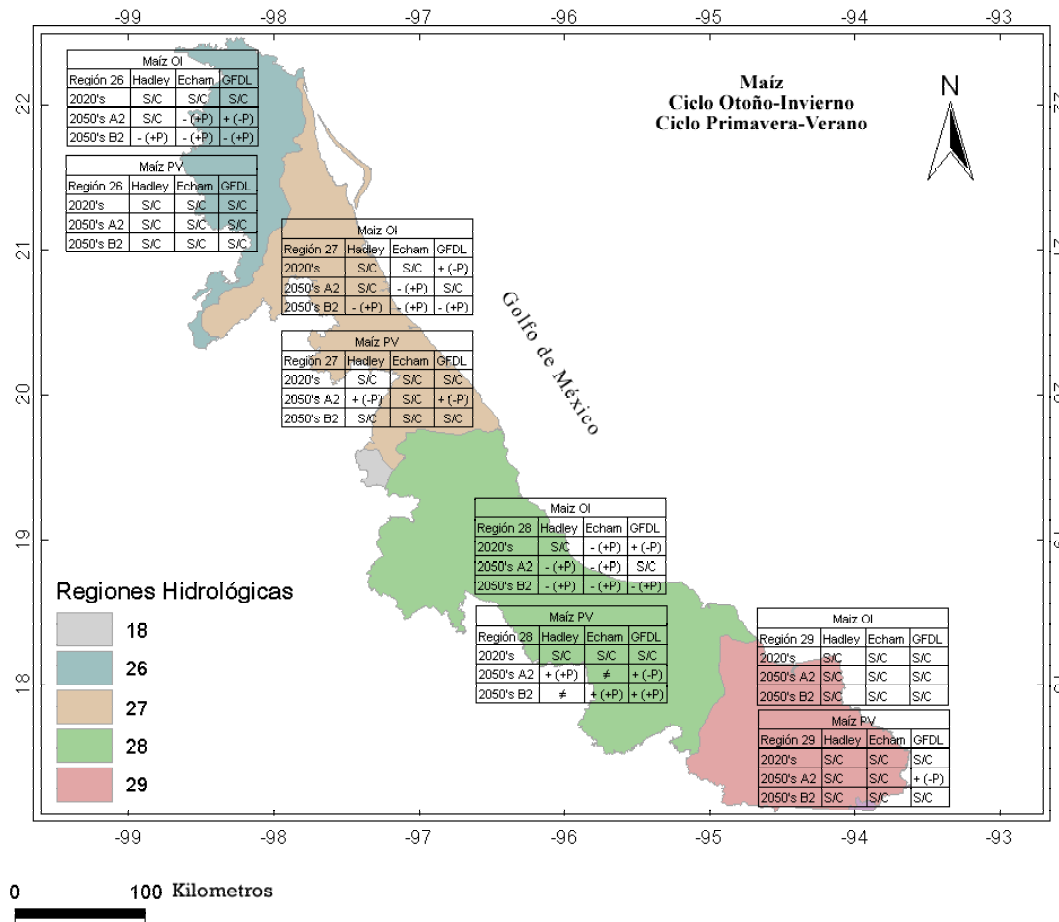 -99 -98 -97 -96 -95 -94 -93
Maíz
Ciclo Otoño-Invierno
Ciclo Primavera-Verano
N
22
21
20
19
18
Maíz OI
Región 26 Hadley Echam GFDL
2020's S/C S/C S/C
2050's A2 S/C - (+P) + (-P)
2050's B2 - (+P) - (+P) - (+P)
Maíz PV
Región 26 Hadley Echam GFDL
2020's S/C S/C S/C
2050's A2 S/C S/C S/C
2050's B2 S/C S/C S/C
Maiz OI
Región 27 Hadley Echam GFDL
2020's S/C S/C + (-P)
2050's A2 S/C - (+P) S/C
2050's B2 - (+P) - (+P) - (+P)
Maíz PV
Región 27 Hadley Echam GFDL
2020's S/C S/C S/C
2050's A2 + (-P) S/C + (-P)
2050's B2 S/C S/C S/C
Golfo de México
Maiz OI
Región 28 Hadley Echam GFDL
2020's S/C - (+P) + (-P)
2050's A2 - (+P) - (+P) S/C
2050's B2 - (+P) - (+P) - (+P)
Maíz PV
Región 28 Hadley Echam GFDL
2020's S/C S/C S/C
2050's A2 + (+P) ≠ + (-P)
2050's B2 ≠ + (+P) + (+P)
Maiz OI
Región 29 Hadley Echam GFDL
2020's S/C S/C S/C
2050's A2 S/C S/C S/C
2050's B2 S/C S/C S/C
Maíz PV
Región 29 Hadley Echam GFDL
2020's S/C S/C S/C
2050's A2 S/C S/C + (-P)
2050's B2 S/C S/C S/C
Regiones Hidrológicas
18
26
27
28
29
-99 -98 -97 -96 -95 -94 -93
0 100 Kilometros